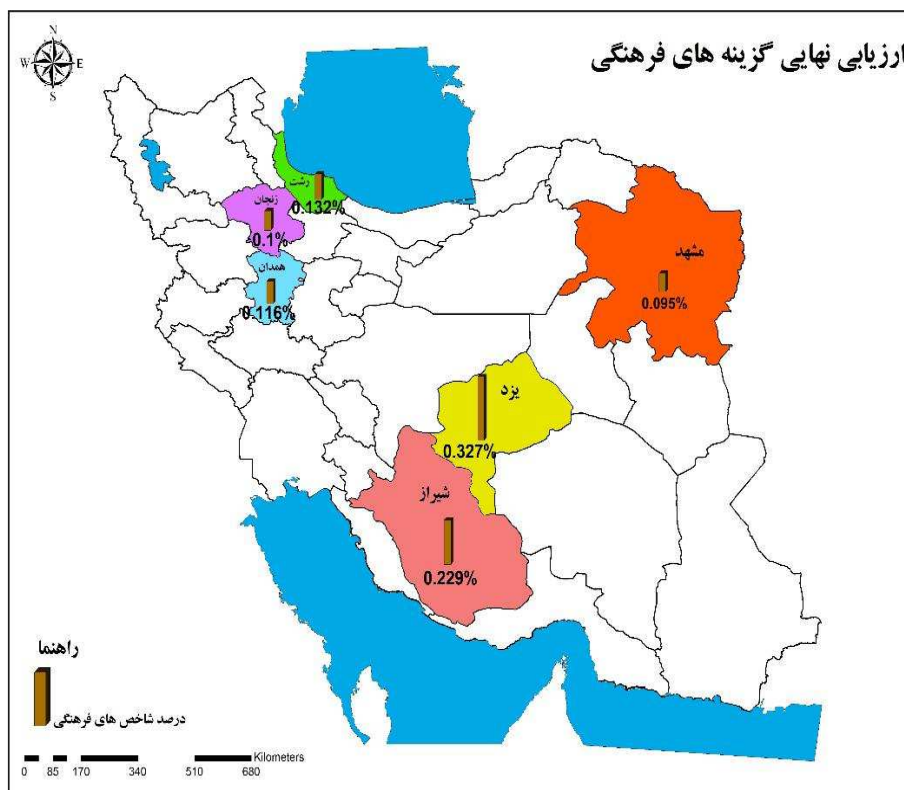 ارزیابی نهایی گزینه های فرهنگی
N
W E
S
رشت
0.132%
زنجان
0.1%
همدان
0.116%
مشهد
0.095%
یزد
0.327%
شیراز
0.229%
راهنما
درصد شاخص های فرهنگی
Kilometers
0 85 170 340 510 680